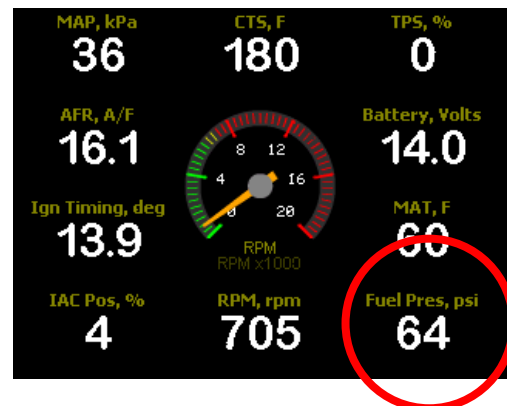 MAP, kPa CTS, F TPS, %
36 180 0
AFR, A/F Battery, Volts
16.1 14.0
8 12
4 16
Ign Timing, deg MAT, F
13.9 0 20 60
RPM
RPM x1000
IAC Pos, % RPM, rpm Fuel Pres, psi
4 705 64